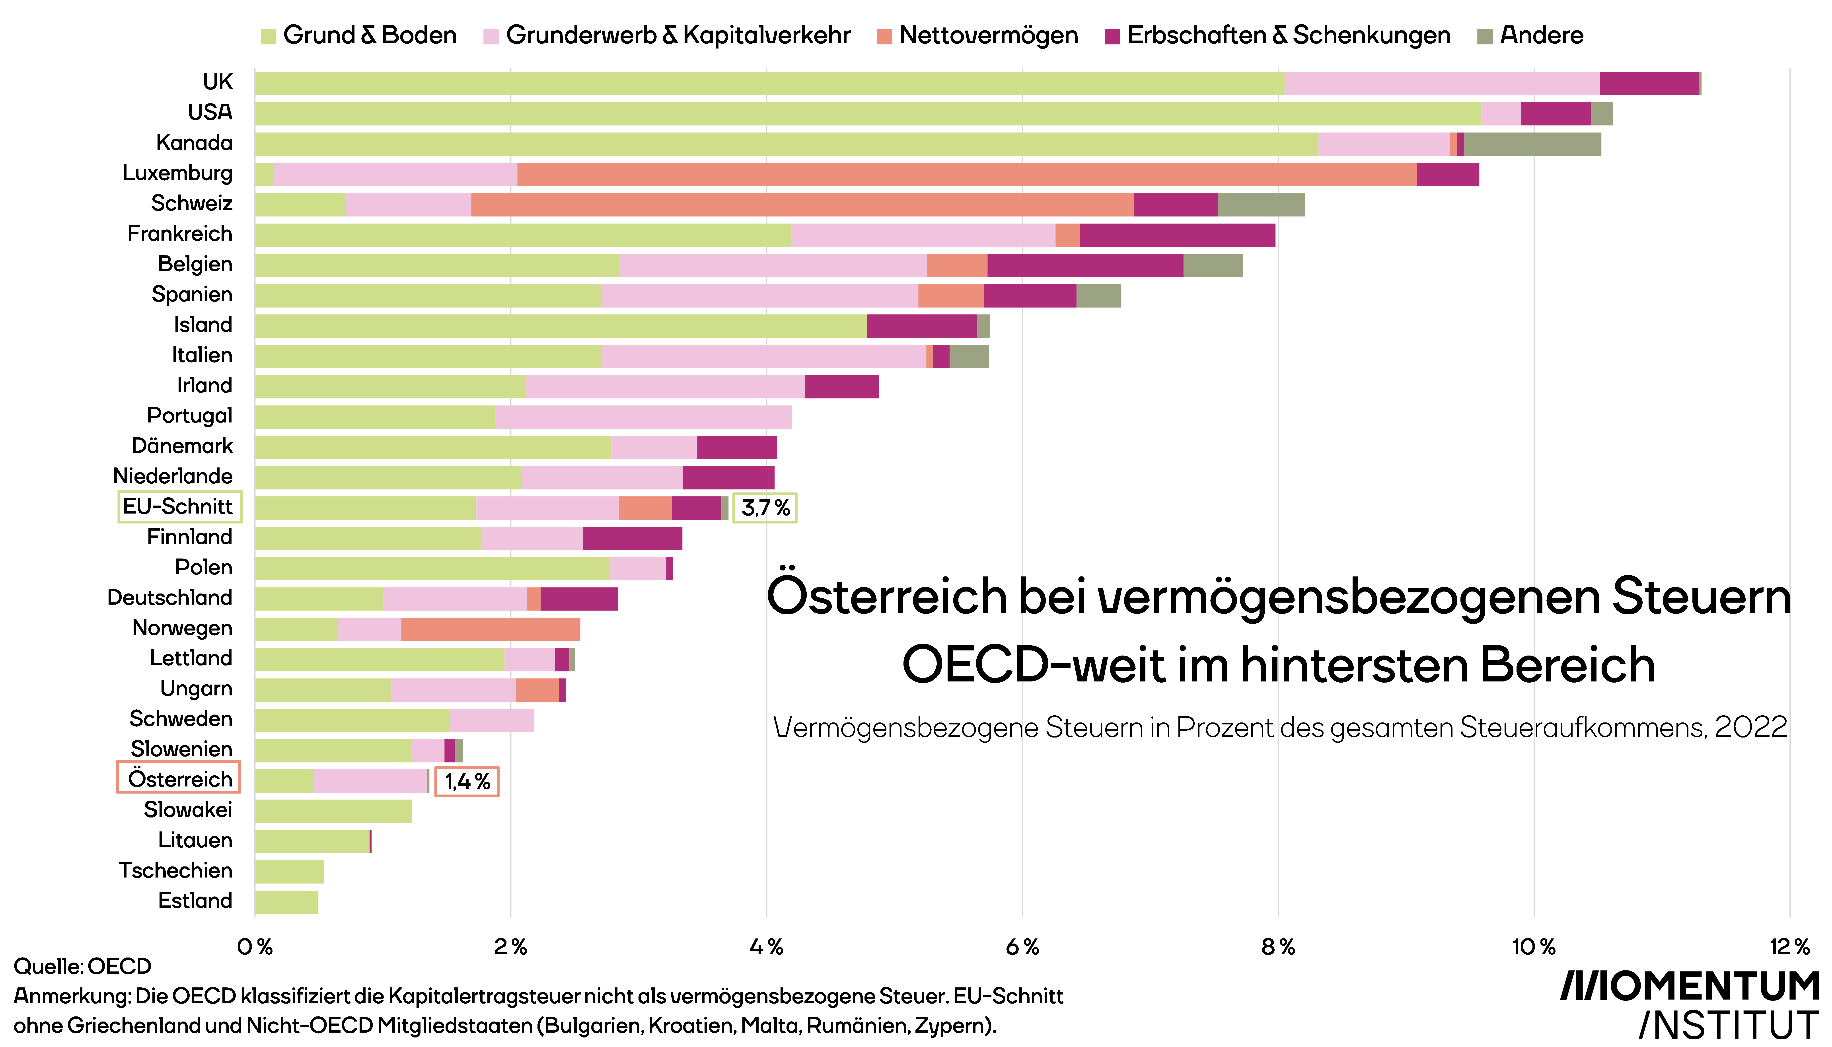 Grund & Boden Grunderwerb & Kapitalverkehr Nettovermögen Erbschaften & Schenkungen Andere
UK
USA
Kanada
Luxemburg
Schweiz
Frankreich
Belgien
Spanien
Island
Italien
Irland
Portugal
Dänemark
Niederlande
EU-Schnitt 3,7 %
Finnland
Polen
Deutschland
Norwegen
Lettland
Ungarn
Schweden
Slowenien
Österreich 1,4 %
Slowakei
Litauen
Tschechien
Estland
Österreich bei vermögensbezogenen Steuern
OECD-weit im hintersten Bereich
Vermögensbezogene Steuern in Prozent des gesamten Steueraufkommens, 2022
0 % 2 % 4 % 6 % 8 % 10 % 12 %
Quelle: OECD
Anmerkung: Die OECD klassifiziert die Kapitalertragsteuer nicht als vermögensbezogene Steuer. EU-Schnitt
ohne Griechenland und Nicht-OECD Mitgliedstaaten (Bulgarien, Kroatien, Malta, Rumänien, Zypern).
MOMENTUM
INSTITUT